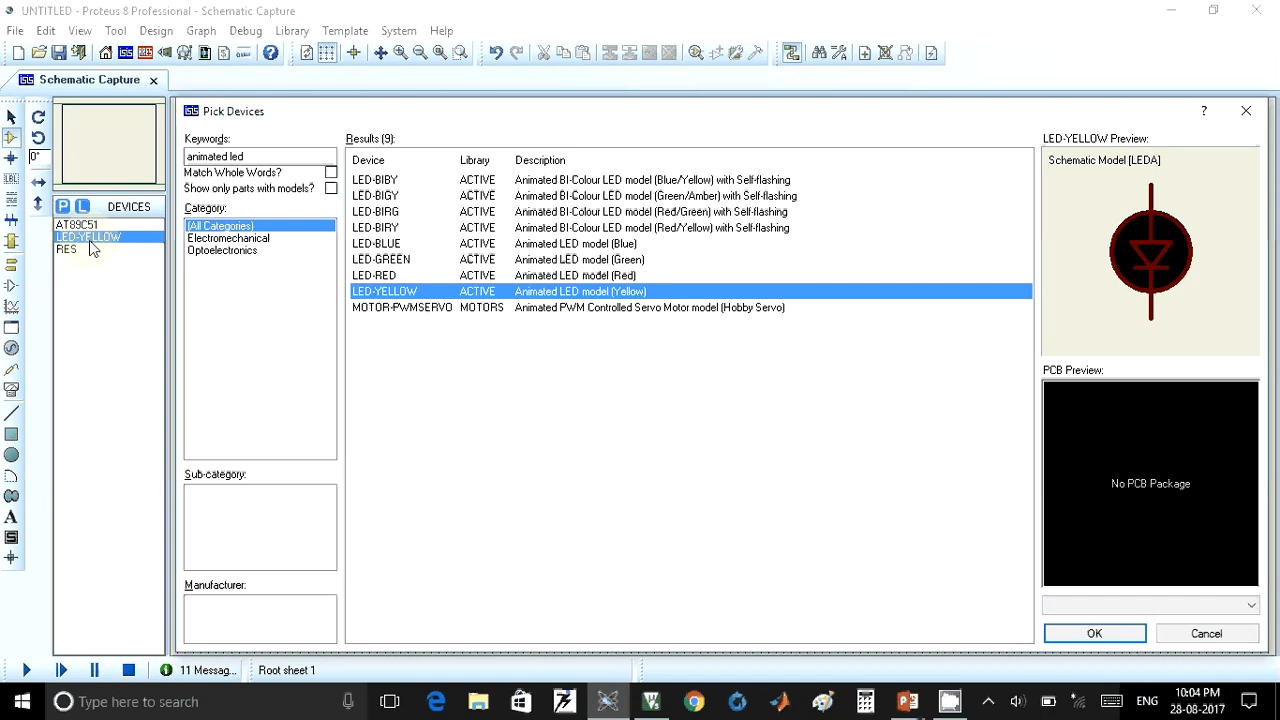 UNTITLED - Proteus 8 Professional - Schematic Capture
File Edit View Tool Design Graph Debug Library Template System Help
Schematic Capture
Pick Devices
Keywords:
animated led
Match Whole Words?
Show only parts with models?
Category:
(All Categories)
Electromechanical
Optoelectronics
Sub-category:
Manufacturer:
Results (9):
Device Library Description
LED-BIBY ACTIVE Animated BI-Colour LED model (Blue/Yellow) with Self-flashing
LED-BIGY ACTIVE Animated BI-Colour LED model (Green/Amber) with Self-flashing
LED-BIRG ACTIVE Animated BI-Colour LED model (Red/Green) with Self-flashing
LED-BIRY ACTIVE Animated BI-Colour LED model (Red/Yellow) with Self-flashing
LED-BLUE ACTIVE Animated LED model (Blue)
LED-GREEN ACTIVE Animated LED model (Green)
LED-RED ACTIVE Animated LED model (Red)
LED-YELLOW ACTIVE Animated LED model (Yellow)
MOTOR-PWMSERVO MOTORS Animated PWM Controlled Servo Motor model (Hobby Servo)
LED-YELLOW Preview:
Schematic Model [LEDA]
PCB Preview:
No PCB Package
OK Cancel
0°
P L DEVICES
AT89C51
LED-YELLOW
RES
11 Messag... Root sheet 1
Type here to search
ENG
10:04 PM
28-08-2017